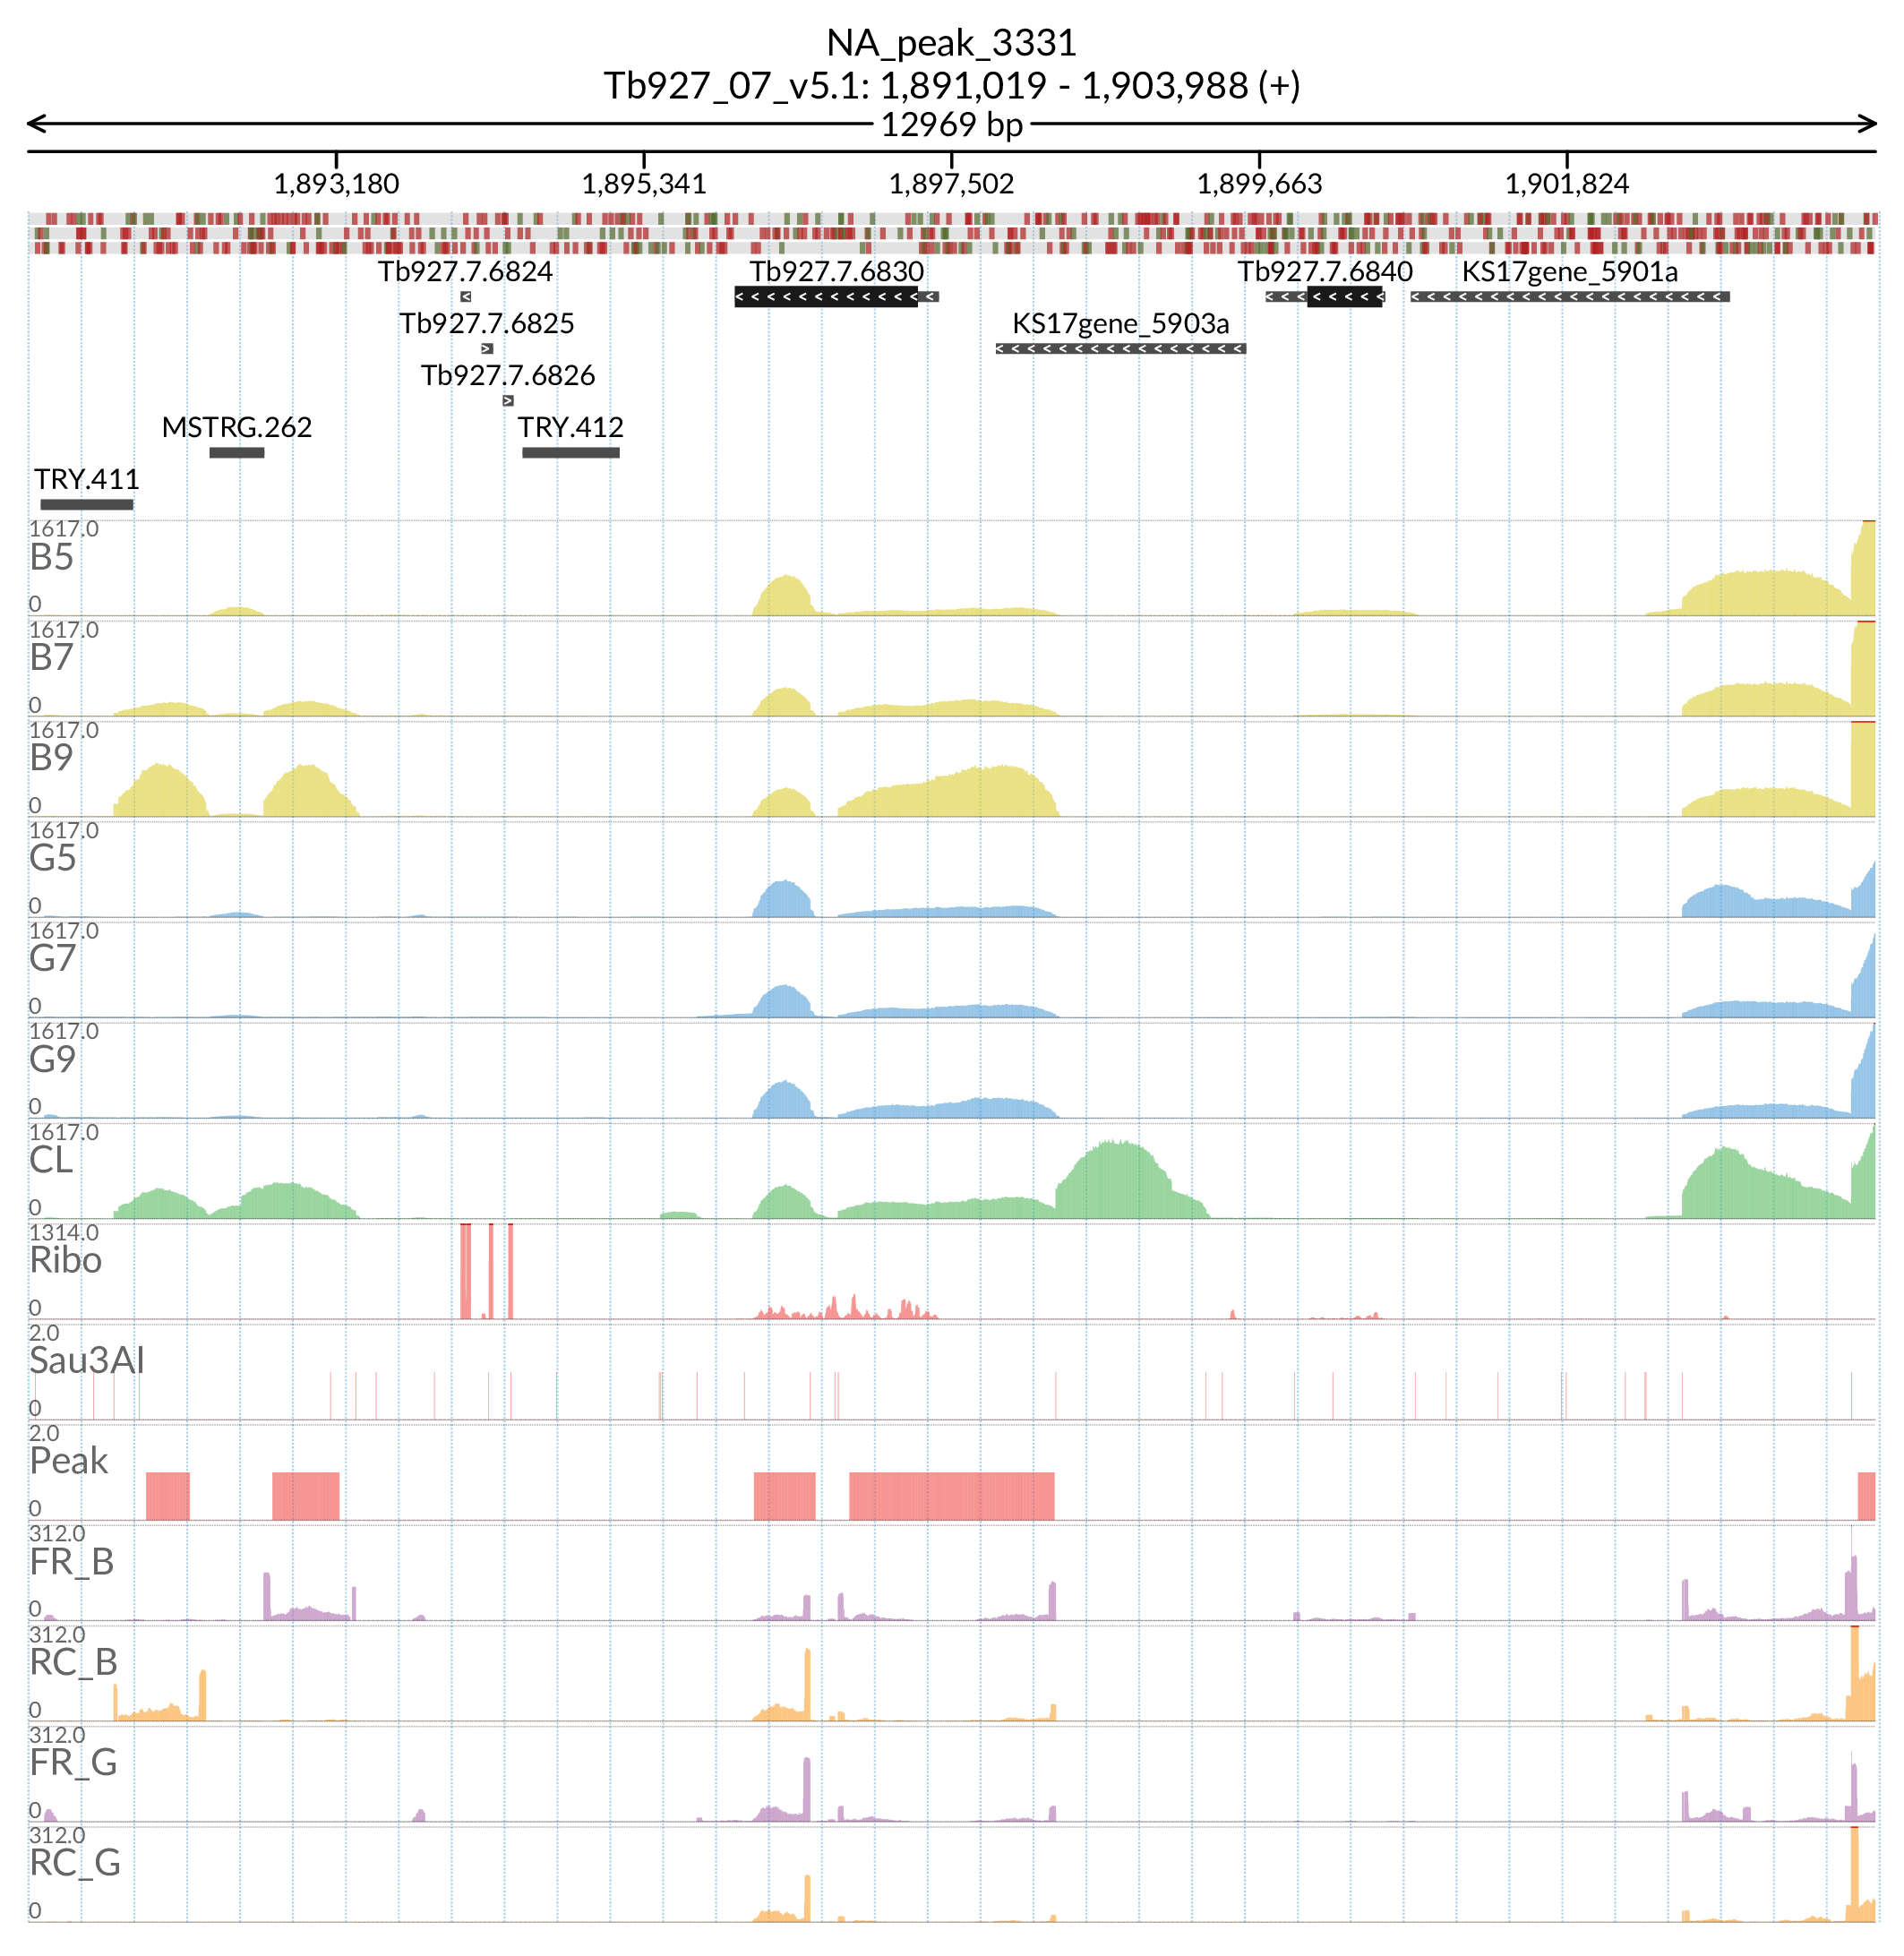 NA_peak_3331
Tb927_07_v5.1: 1,891,019 - 1,903,988 (+)
12969 bp
1,893,180 1,895,341 1,897,502 1,899,663 1,901,824
Tb927.7.6824 Tb927.7.6830 Tb927.7.6840 KS17gene_5901a
Tb927.7.6825 KS17gene_5903a
Tb927.7.6826
MSTRG.262 TRY.412
TRY.411
1617.0
B5
0
1617.0
B7
0
1617.0
B9
0
1617.0
G5
0
1617.0
G7
0
1617.0
G9
0
1617.0
CL
0
1314.0
Ribo
0
2.0
Sau3AI
0
2.0
Peak
0
312.0
FR_B
0
312.0
RC_B
0
312.0
FR_G
0
312.0
RC_G
0